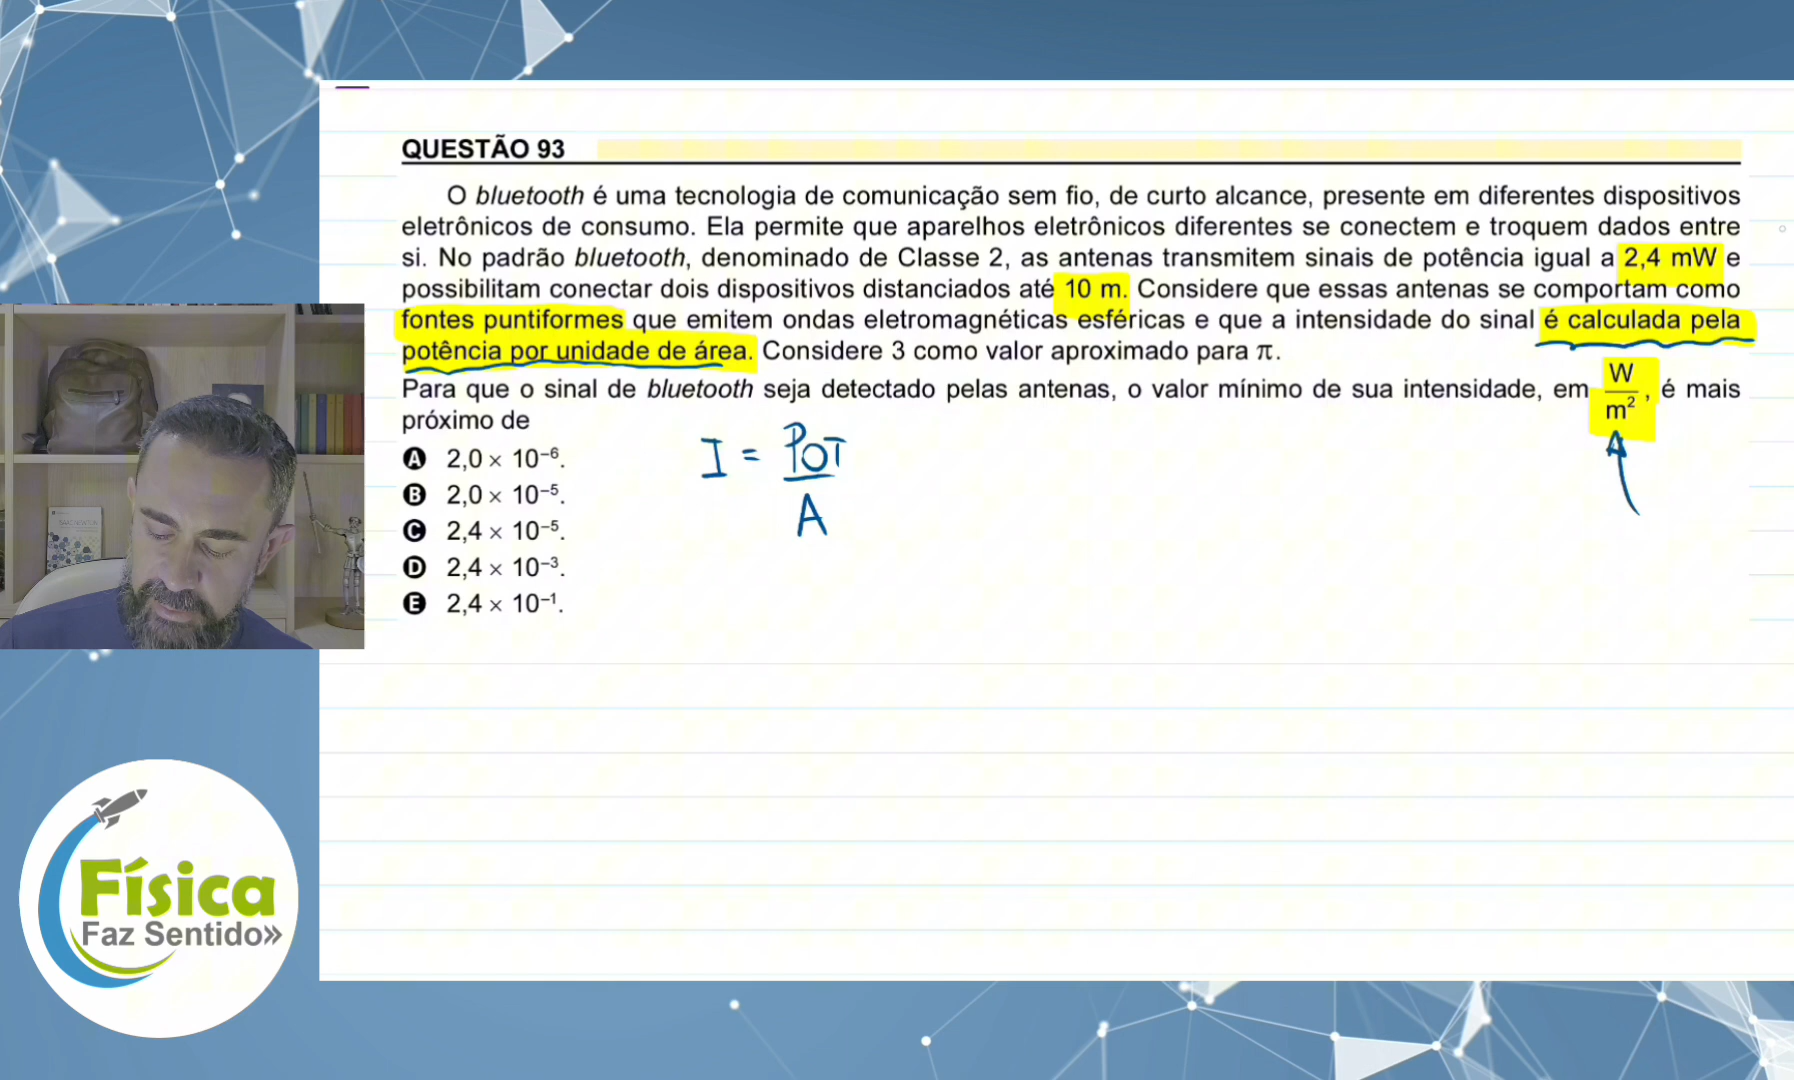 QUESTÃO 93
O bluetooth é uma tecnologia de comunicação sem fio, de curto alcance, presente em diferentes dispositivos
eletrônicos de consumo. Ela permite que aparelhos eletrônicos diferentes se conectem e troquem dados entre
si. No padrão bluetooth, denominado de Classe 2, as antenas transmitem sinais de potência igual a 2,4 mW e
possibilitam conectar dois dispositivos distanciados até 10 m. Considere que essas antenas se comportam como
fontes puntiformes que emitem ondas eletromagnéticas esféricas e que a intensidade do sinal é calculada pela
potência por unidade de área. Considere 3 como valor aproximado para π.
Para que o sinal de bluetooth seja detectado pelas antenas, o valor mínimo de sua intensidade, em W/m², é mais
próximo de
A 2,0 × 10⁻⁶.
B 2,0 × 10⁻⁵.
C 2,4 × 10⁻⁵.
D 2,4 × 10⁻³.
E 2,4 × 10⁻¹.
I = POT
A
Física
Faz Sentido»